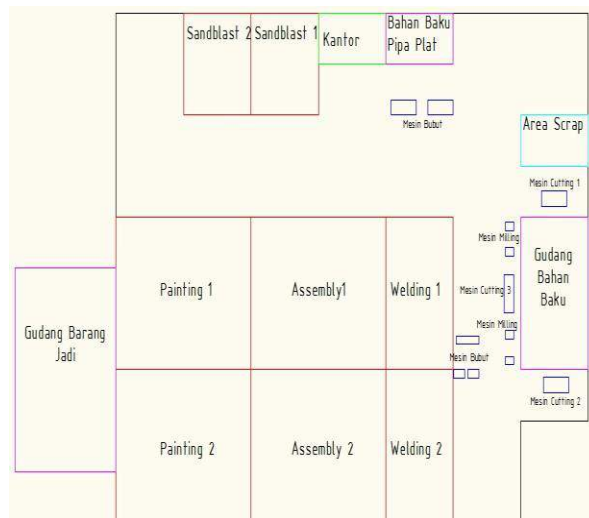 Sandblast 2
Sandblast 1
Kantor
Bahan Baku
Pipa Plat
Mesin Bubut
Area Scrap
Mesin Cutting 1
Mesin Milling
Gudang
Bahan
Baku
Painting 1
Assembly1
Welding 1
Mesin Cutting 3
Mesin Milling
Gudang Barang
Jadi
Mesin Bubut
Mesin Cutting 2
Painting 2
Assembly 2
Welding 2